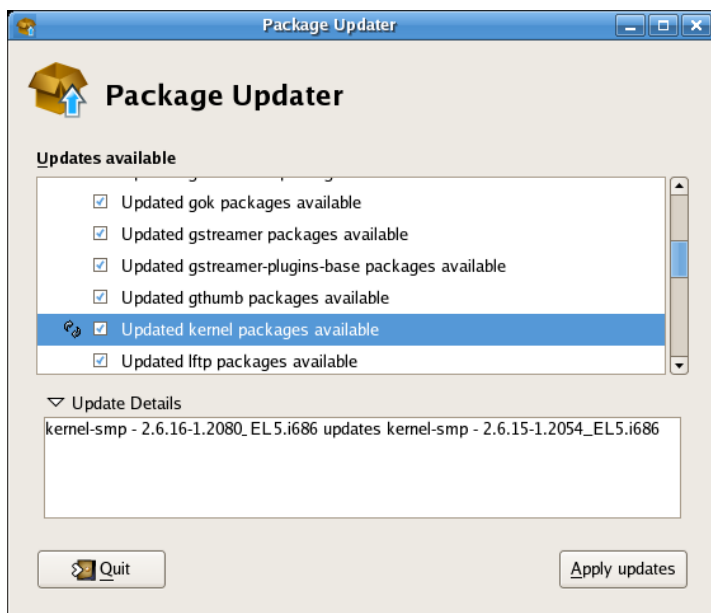 Package Updater
Package Updater
Updates available
Updated gok packages available
Updated gstreamer packages available
Updated gstreamer-plugins-base packages available
Updated gthumb packages available
Updated kernel packages available
Updated lftp packages available
Update Details
kernel-smp - 2.6.16-1.2080_EL5.i686 updates kernel-smp - 2.6.15-1.2054_EL5.i686
Quit
Apply updates